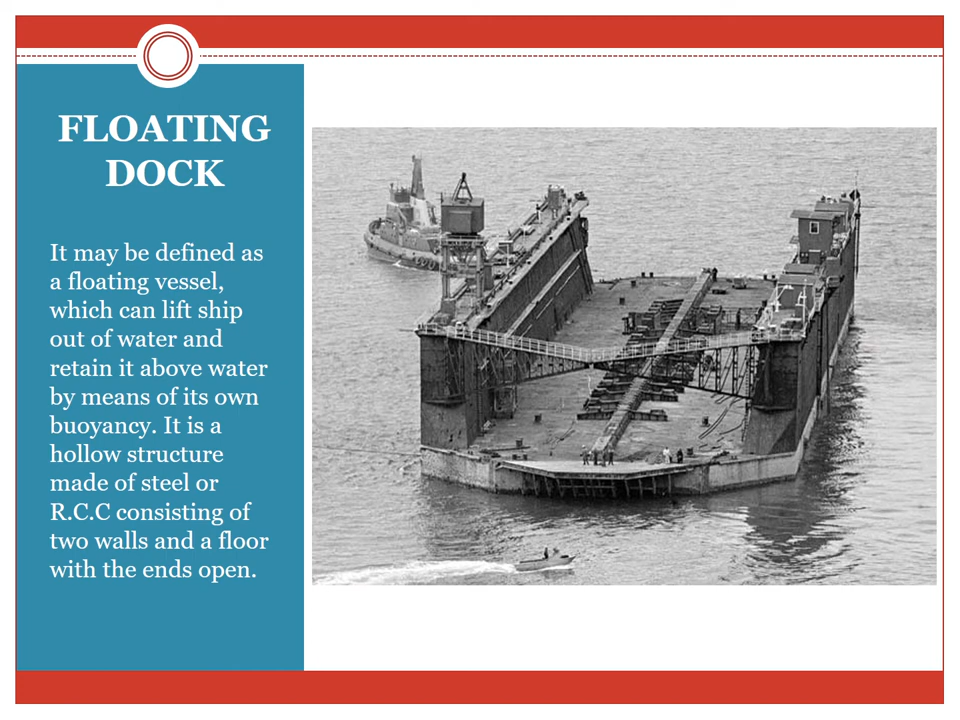 FLOATING
DOCK
It may be defined as
a floating vessel,
which can lift ship
out of water and
retain it above water
by means of its own
buoyancy. It is a
hollow structure
made of steel or
R.C.C consisting of
two walls and a floor
with the ends open.